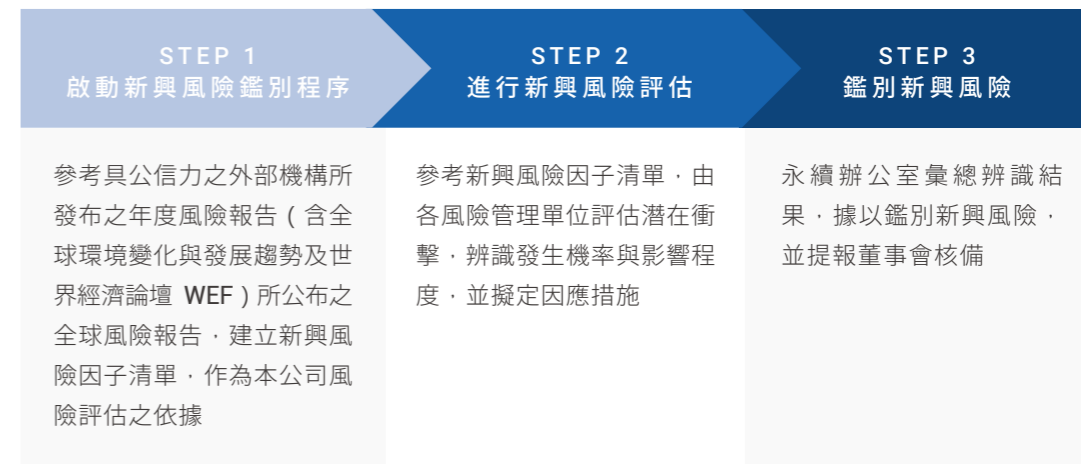 STEP 1
啟動新興風險鑑別程序
參考具公信力之外部機構所
發布之年度風險報告(含全
球環境變化與發展趨勢及世
界經濟論壇 WEF)所公布之
全球風險報告,建立新興風
險因子清單,作為本公司風
險評估之依據
STEP 2
進行新興風險評估
參考新興風險因子清單,由
各風險管理單位評估潛在衝
擊,辨識發生機率與影響程
度,並擬定因應措施
STEP 3
鑑別新興風險
永續辦公室彙總辨識結
果,據以鑑別新興風險,
並提報董事會核備